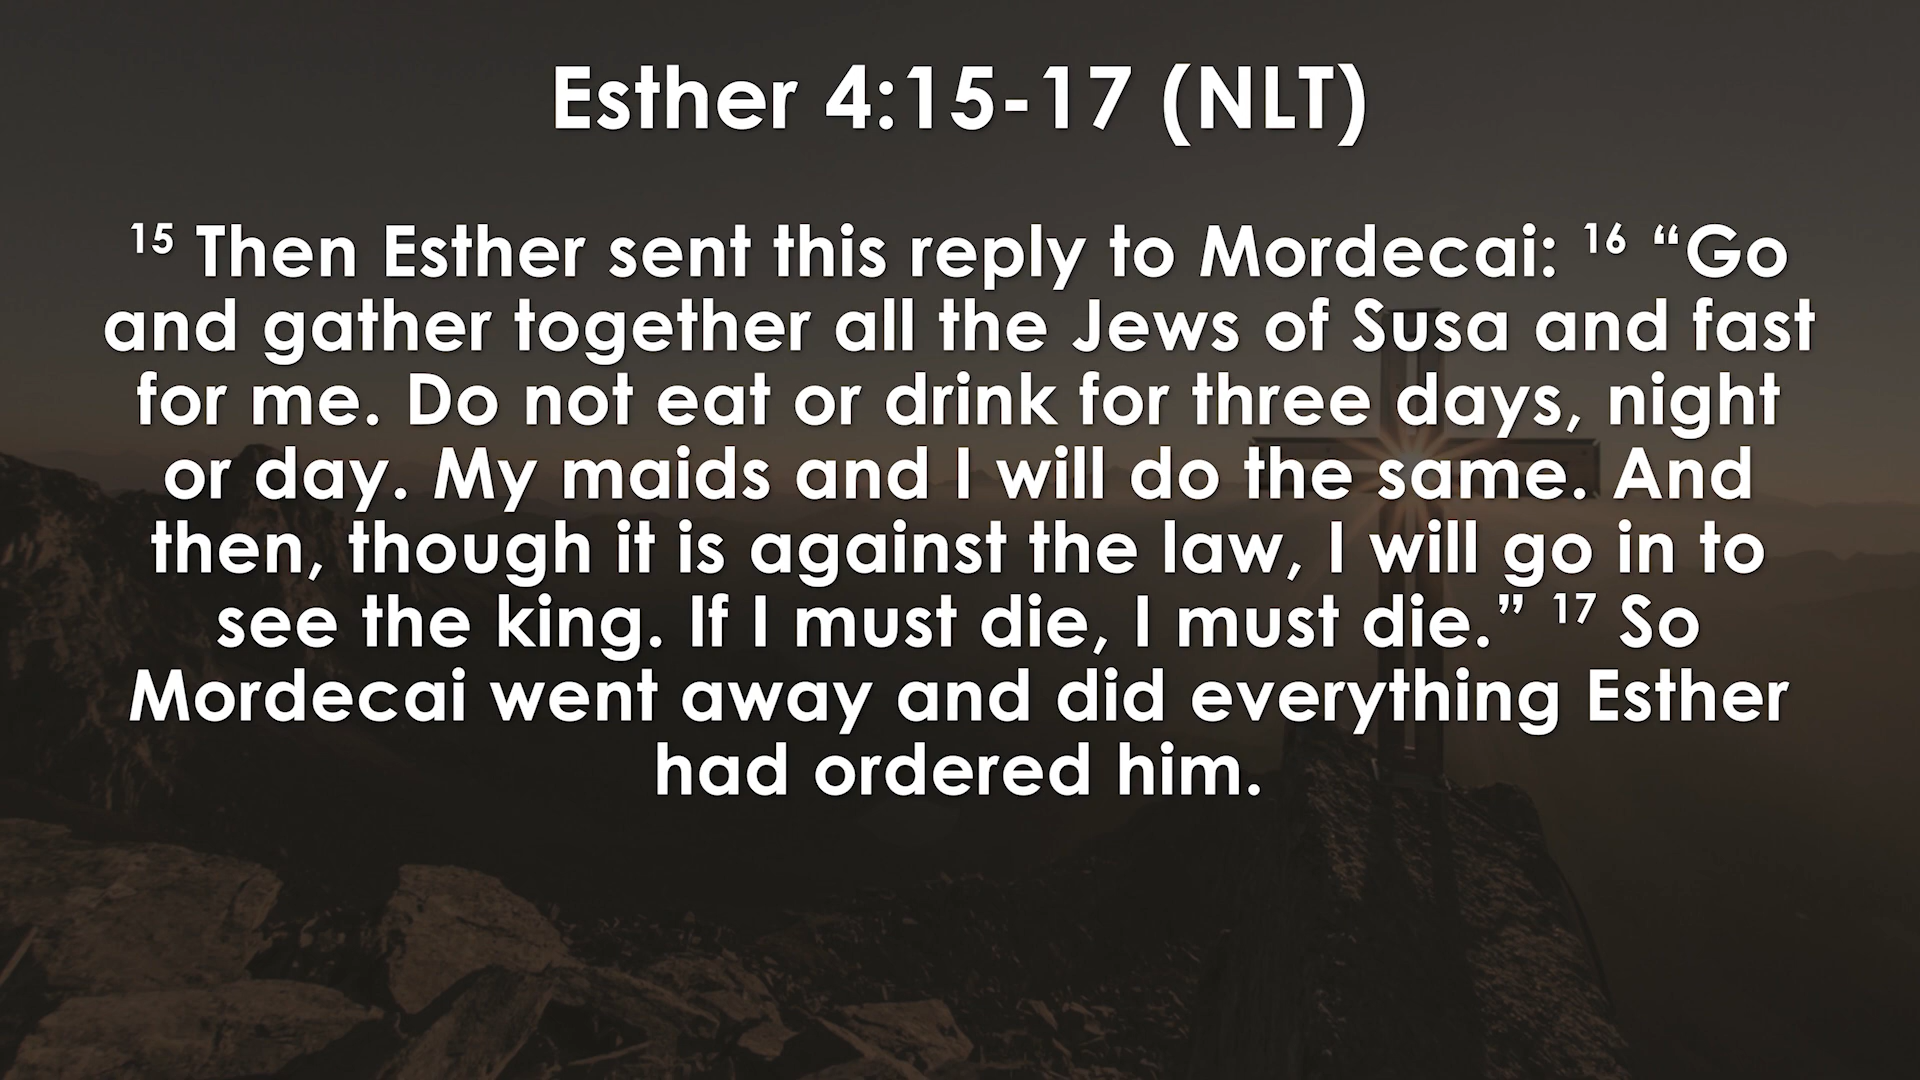 Esther 4:15-17 (NLT)
15 Then Esther sent this reply to Mordecai: 16 “Go
and gather together all the Jews of Susa and fast
for me. Do not eat or drink for three days, night
or day. My maids and I will do the same. And
then, though it is against the law, I will go in to
see the king. If I must die, I must die.” 17 So
Mordecai went away and did everything Esther
had ordered him.